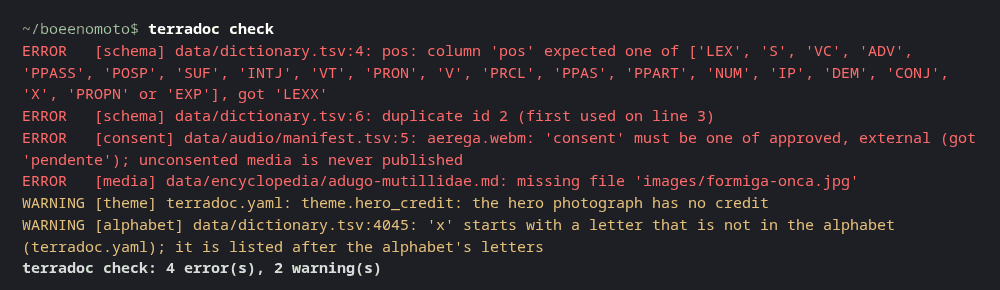 ~/boeenomoto$ terradoc check
ERROR   [schema] data/dictionary.tsv:4: pos: column 'pos' expected one of ['LEX', 'S', 'VC', 'ADV',
'PPASS', 'POSP', 'SUF', 'INTJ', 'VT', 'PRON', 'V', 'PRCL', 'PPAS', 'PPART', 'NUM', 'IP', 'DEM', 'CONJ',
'X', 'PROPN' or 'EXP'], got 'LEXX'
ERROR   [schema] data/dictionary.tsv:6: duplicate id 2 (first used on line 3)
ERROR   [consent] data/audio/manifest.tsv:5: aerega.webm: 'consent' must be one of approved, external (got
'pendente'); unconsented media is never published
ERROR   [media] data/encyclopedia/adugo-mutillidae.md: missing file 'images/formiga-onca.jpg'
WARNING [theme] terradoc.yaml: theme.hero_credit: the hero photograph has no credit
WARNING [alphabet] data/dictionary.tsv:4045: 'x' starts with a letter that is not in the alphabet
(terradoc.yaml); it is listed after the alphabet's letters
terradoc check: 4 error(s), 2 warning(s)